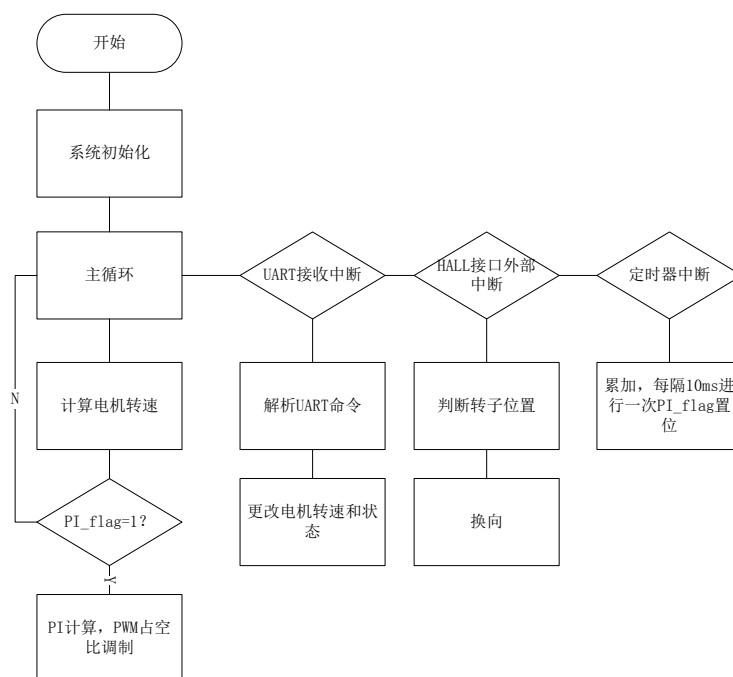 开始
系统初始化
主循环
UART接收中断
HALL接口外部
中断
定时器中断
N
计算电机转速
解析UART命令
判断转子位置
累加，每隔10ms进
行一次PI_flag置
位
PI_flag=1？
更改电机转速和状
态
换向
Y
PI计算，PWM占空
比调制